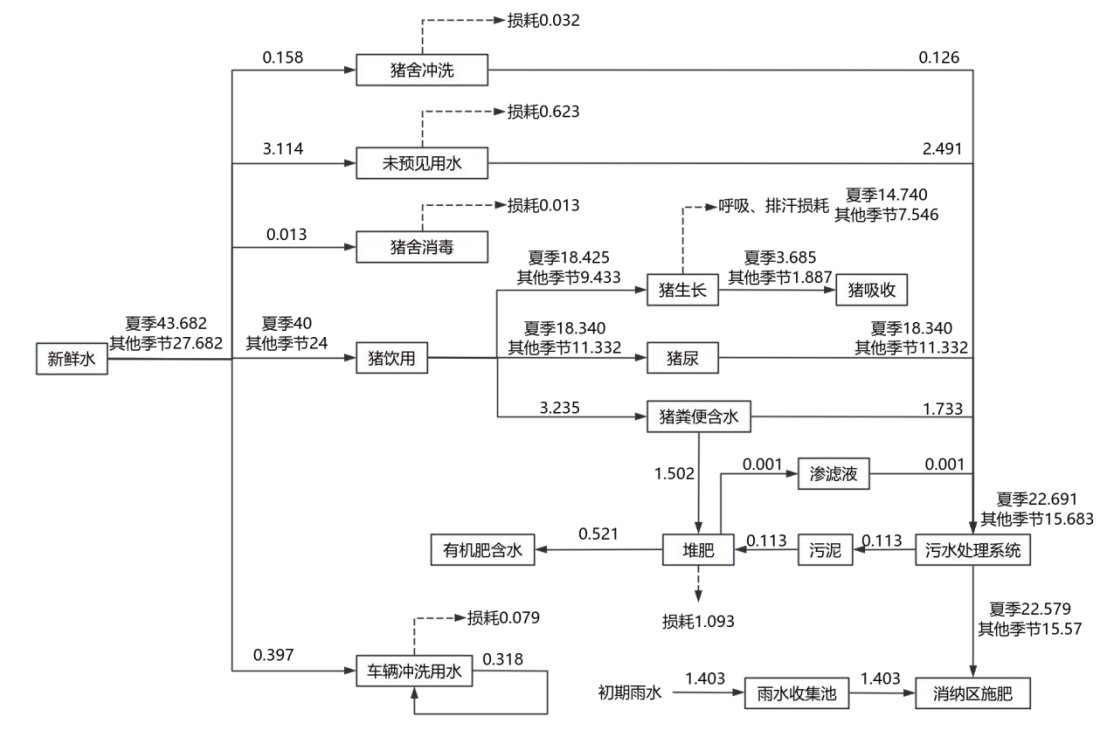 损耗0.032
0.158
猪舍冲洗
0.126
损耗0.623
3.114
未预见用水
2.491
损耗0.013
0.013
猪舍消毒
呼吸、排汗损耗
夏季14.740
其他季节7.546
夏季18.425
其他季节9.433
猪生长
夏季3.685
其他季节1.887
猪吸收
新鲜水
夏季43.682
其他季节27.682
夏季40
其他季节24
猪饮用
夏季18.340
其他季节11.332
猪尿
夏季18.340
其他季节11.332
3.235
猪粪便含水
1.733
1.502
0.001
渗滤液
0.001
夏季22.691
其他季节15.683
有机肥含水
0.521
堆肥
0.113
污泥
0.113
污水处理系统
损耗1.093
夏季22.579
其他季节15.57
损耗0.079
0.397
车辆冲洗用水
0.318
初期雨水
1.403
雨水收集池
1.403
消纳区施肥